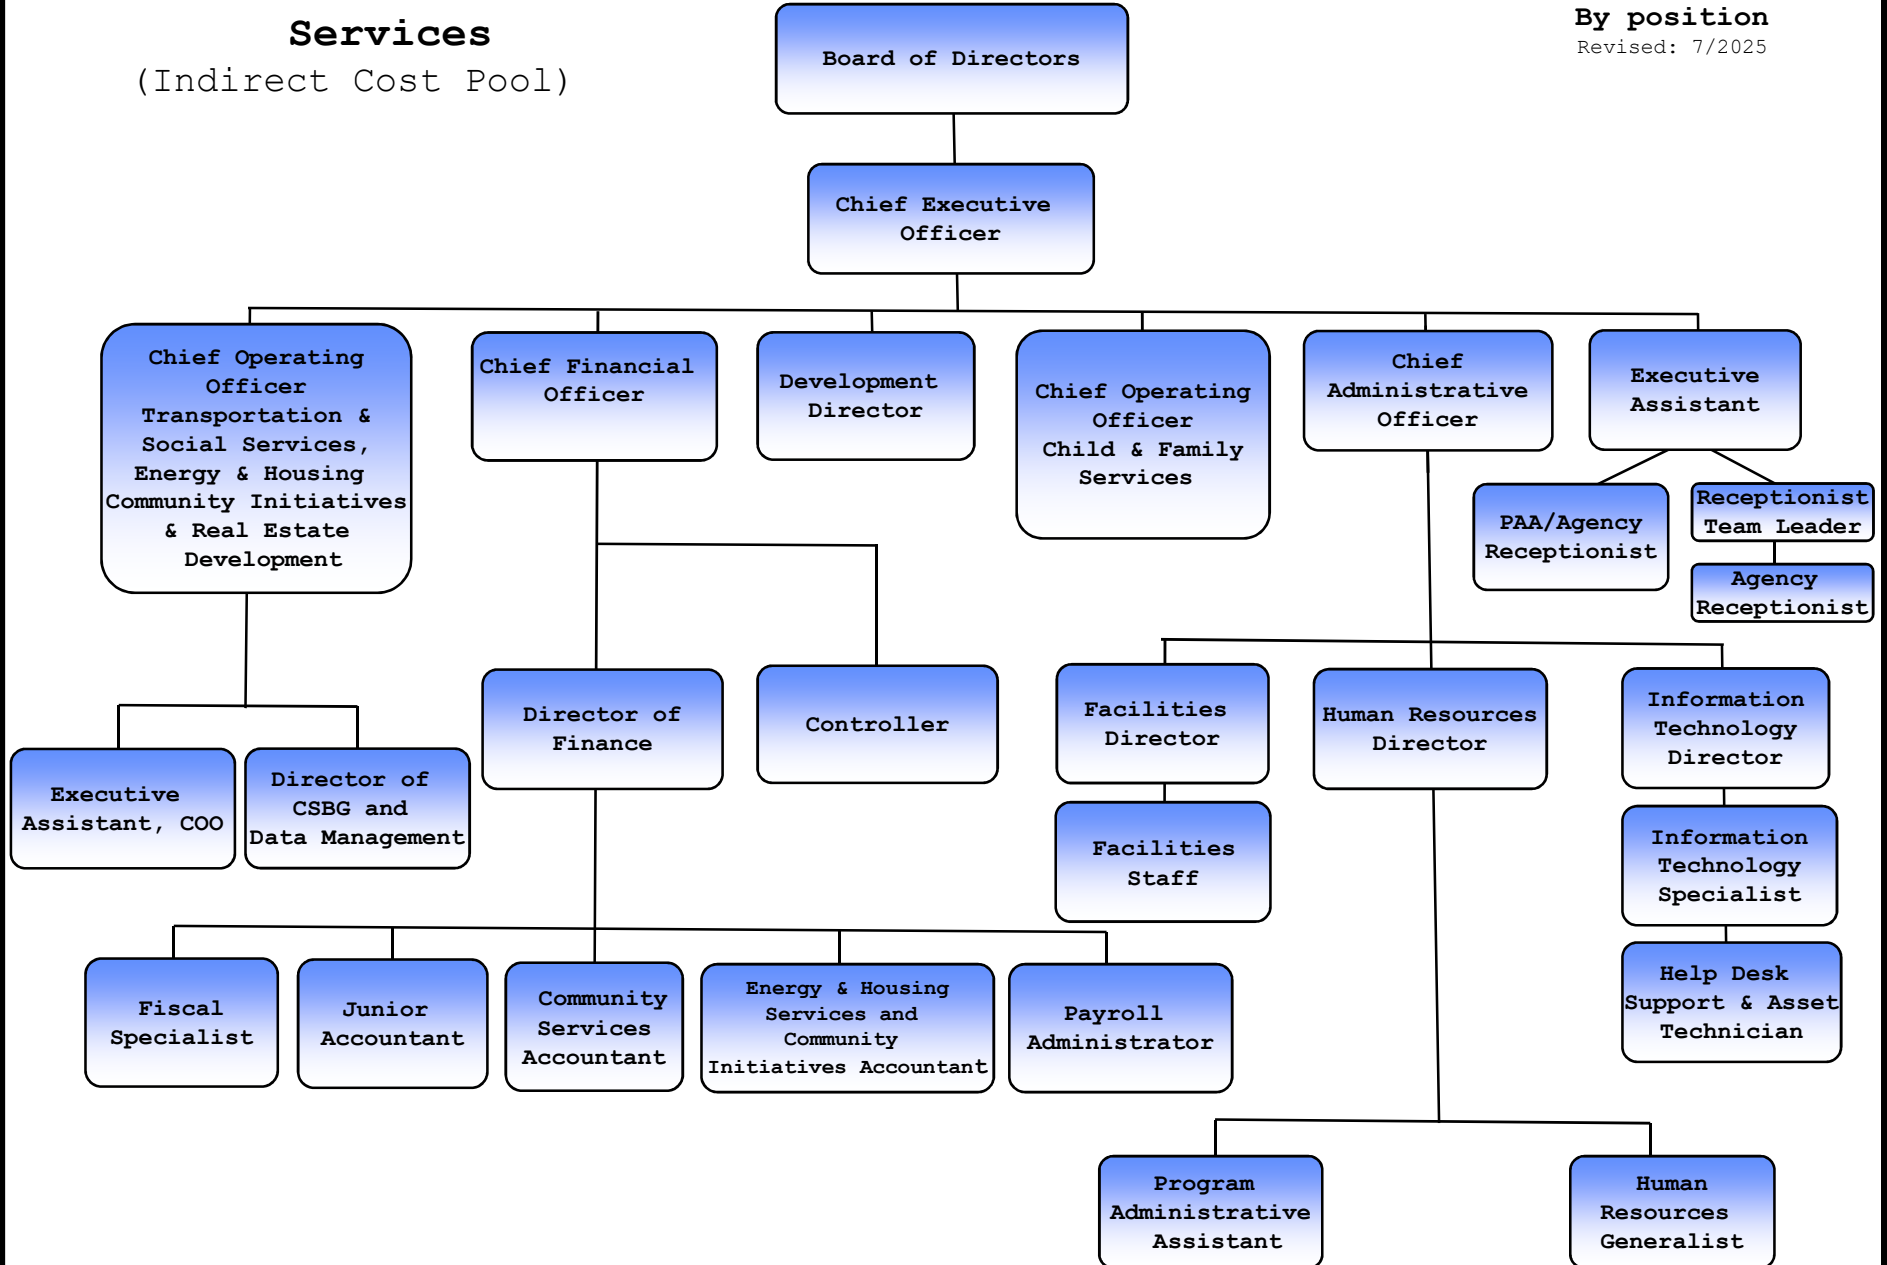 Services
(Indirect Cost Pool)
By position
Revised: 7/2025
Board of Directors
Chief Executive
Officer
Chief Operating
Officer
Transportation &
Social Services,
Energy & Housing
Community Initiatives
& Real Estate
Development
Chief Financial
Officer
Development
Director
Chief Operating
Officer
Child & Family
Services
Chief
Administrative
Officer
Executive
Assistant
PAA/Agency
Receptionist
Receptionist
Team Leader
Agency
Receptionist
Executive
Assistant, COO
Director of
CSBG and
Data Management
Director of
Finance
Controller
Facilities
Director
Human Resources
Director
Information
Technology
Director
Facilities
Staff
Information
Technology
Specialist
Help Desk
Support & Asset
Technician
Fiscal
Specialist
Junior
Accountant
Community
Services
Accountant
Energy & Housing
Services and
Community
Initiatives Accountant
Payroll
Administrator
Program
Administrative
Assistant
Human
Resources
Generalist